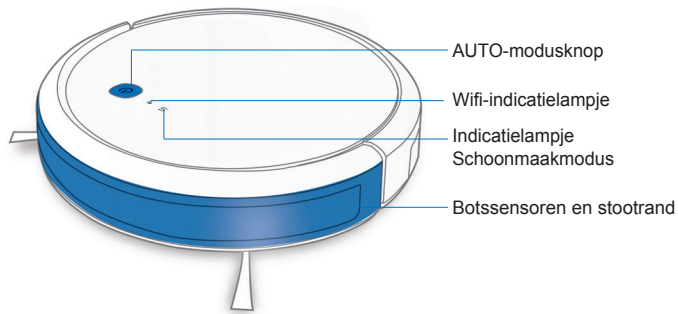 AUTO-modusknop
Wifi-indicatielampje
Indicatielampje
Schoonmaakmodus
Botssensoren en stootrand